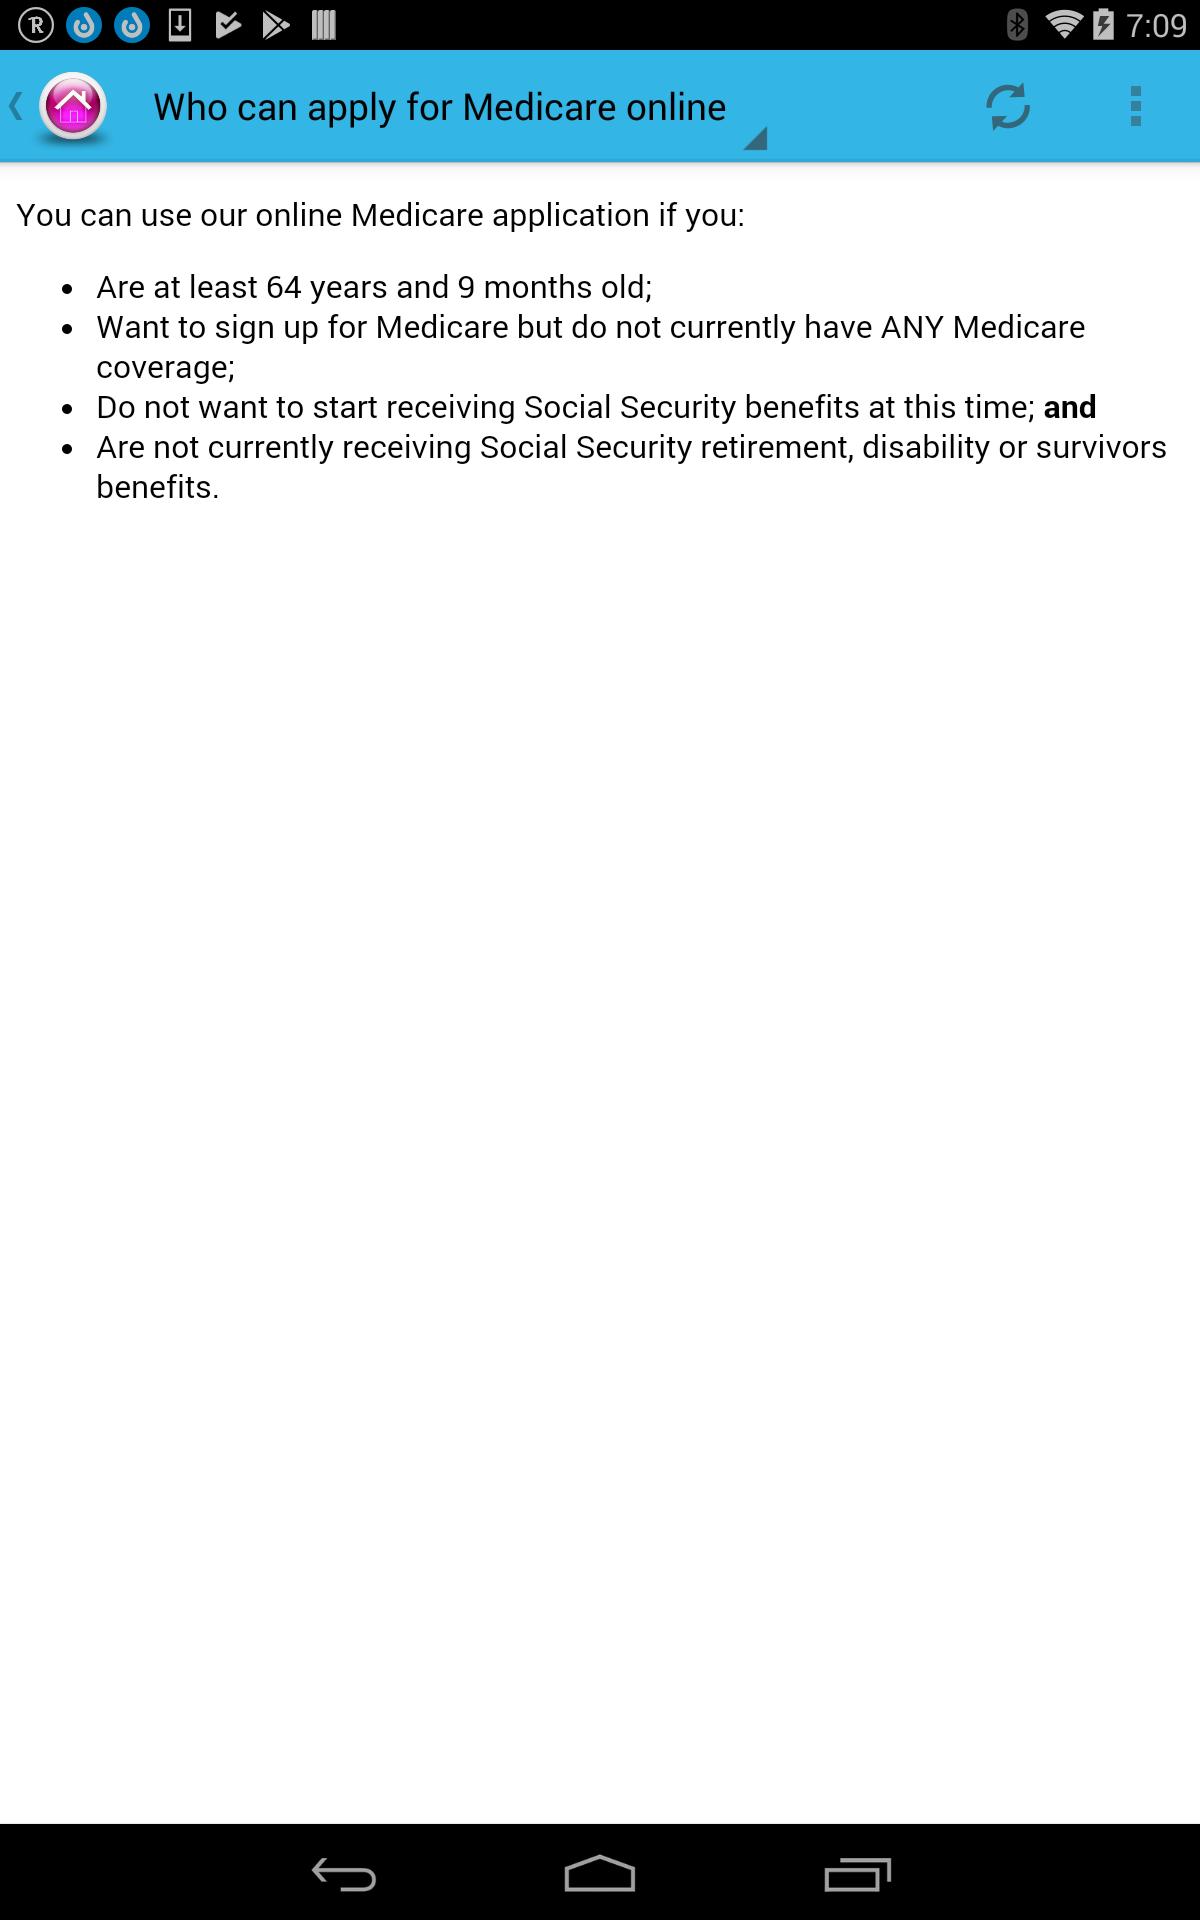 7:09
Who can apply for Medicare online
You can use our online Medicare application if you:
Are at least 64 years and 9 months old;
Want to sign up for Medicare but do not currently have ANY Medicare
coverage;
Do not want to start receiving Social Security benefits at this time; and
Are not currently receiving Social Security retirement, disability or survivors
benefits.